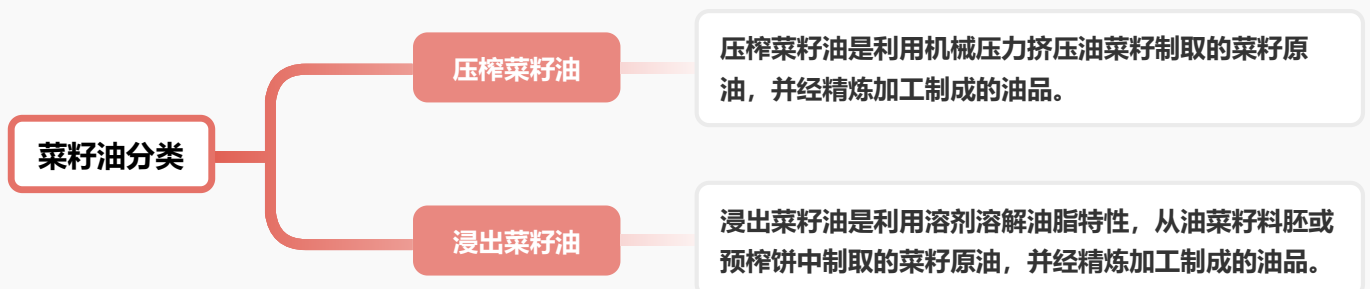 菜籽油分类
压榨菜籽油
压榨菜籽油是利用机械压力挤压油菜籽制取的菜籽原
油，并经精炼加工制成的油品。
浸出菜籽油
浸出菜籽油是利用溶剂溶解油脂特性，从油菜籽料胚或
预榨饼中制取的菜籽原油，并经精炼加工制成的油品。